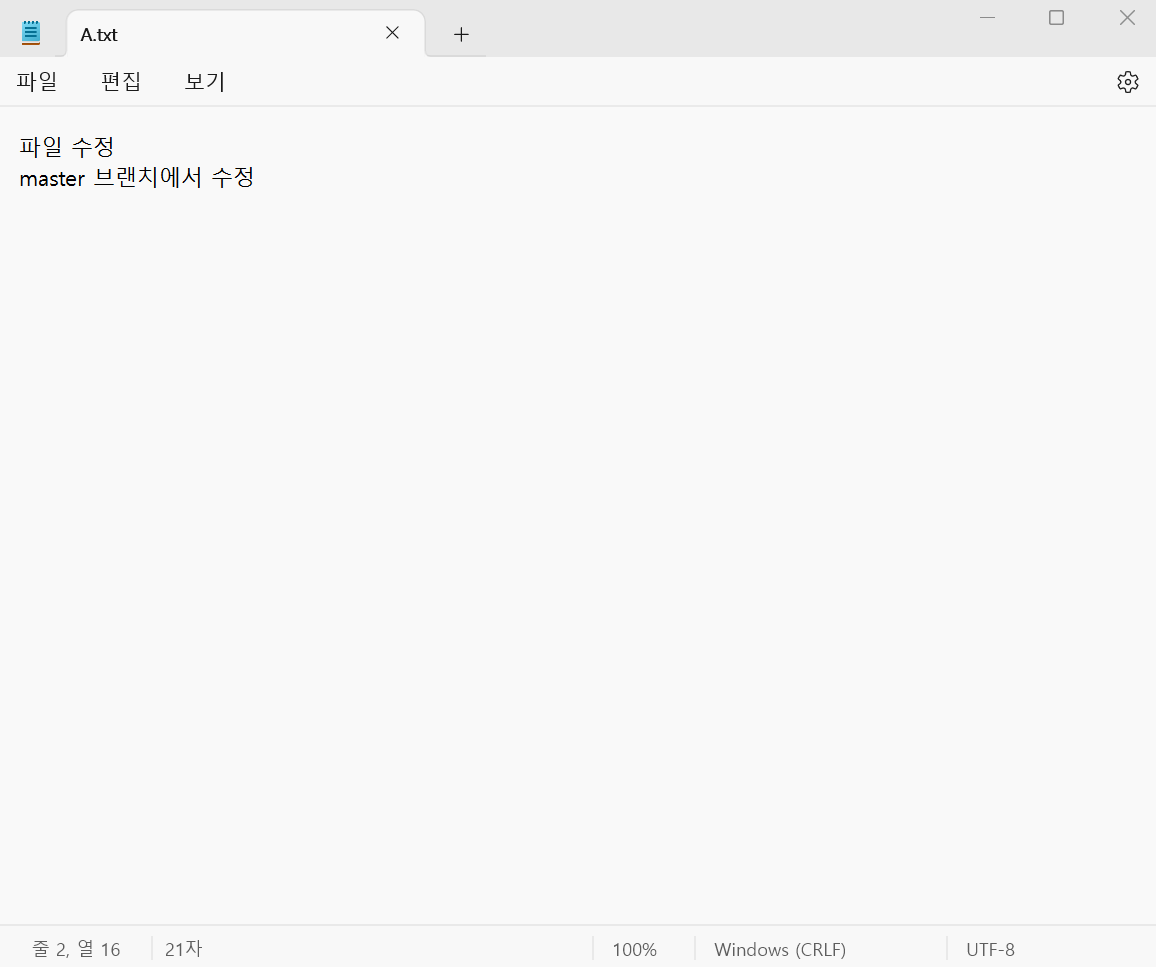 A.txt
파일 편집 보기
파일 수정
master 브랜치에서 수정
줄 2, 열 16 21자 100% Windows (CRLF) UTF-8